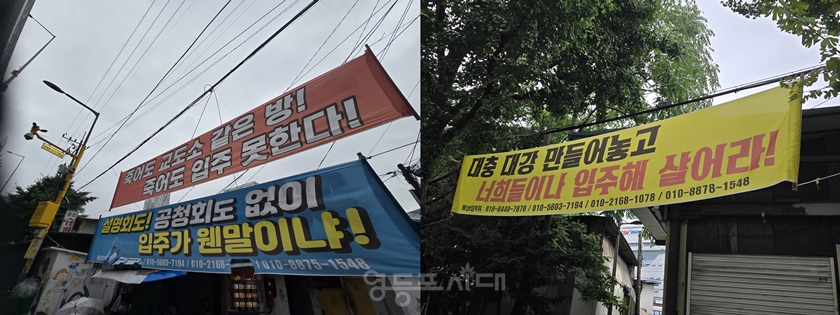 죽어도 교도소 같은 방!
죽어도 입주 못한다!
설명회도! 공청회도 없이
입주가 웬말이냐!
/ 010-5603-7194 / 010-2168- / 010-8875-1548
대충 대강 만들어놓고
너희들이나 입주해 살어라!
010-8440-7870 / 010-5603-7194 / 010-2168-1078 / 010-8878-1548
영등포시대